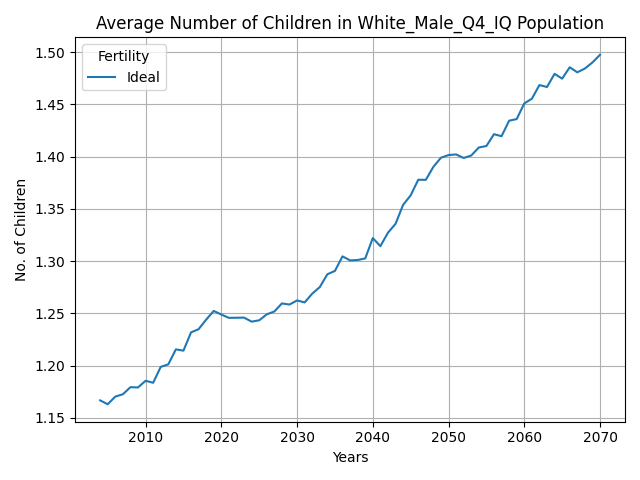 Average Number of Children in White_Male_Q4_IQ Population
Fertility
Ideal
No. of Children
1.50
1.45
1.40
1.35
1.30
1.25
1.20
1.15
2010 2020 2030 2040 2050 2060 2070
Years